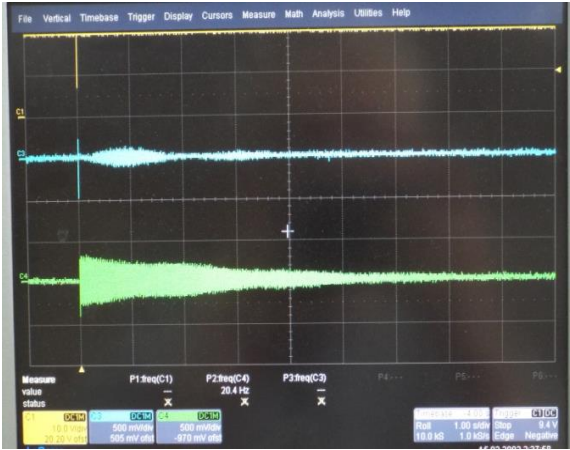 File Vertical Timebase Trigger Display Cursors Measure Math Analysis Utilities Help
C1
C3
C4
Measure P1:freq(C1) P2:freq(C4) P3:freq(C3) P4:--- P5:--- P6:---
value --- 20.4 Hz ---
status
C1 DC1M C3 DC1M C4 DC1M Timebase Trigger C1 DC
10.0 V/div 500 mV/div 500 mV/div Roll 1.00 s/div Stop 9.4 V
20.20 V ofst 505 mV ofst -970 mV ofst 10.0 kS 1.0 kS/s Edge Negative